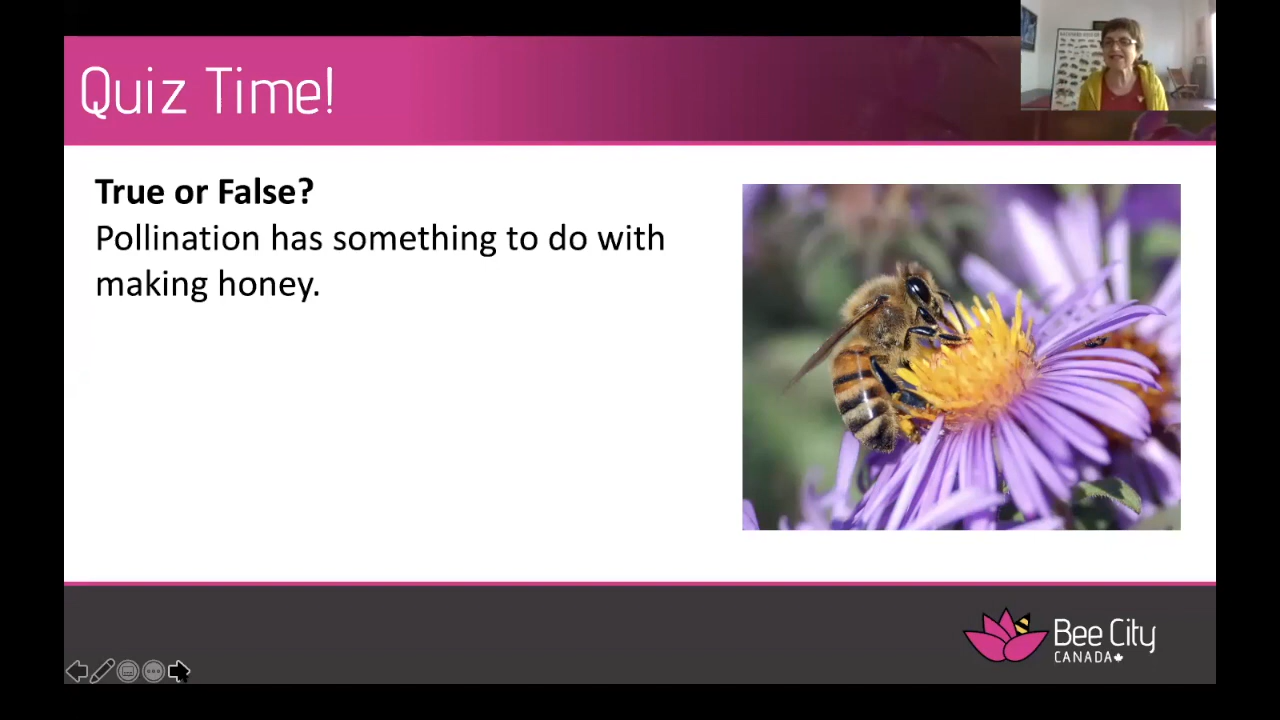 Quiz Time!
True or False?
Pollination has something to do with
making honey.
Bee City
CANADA